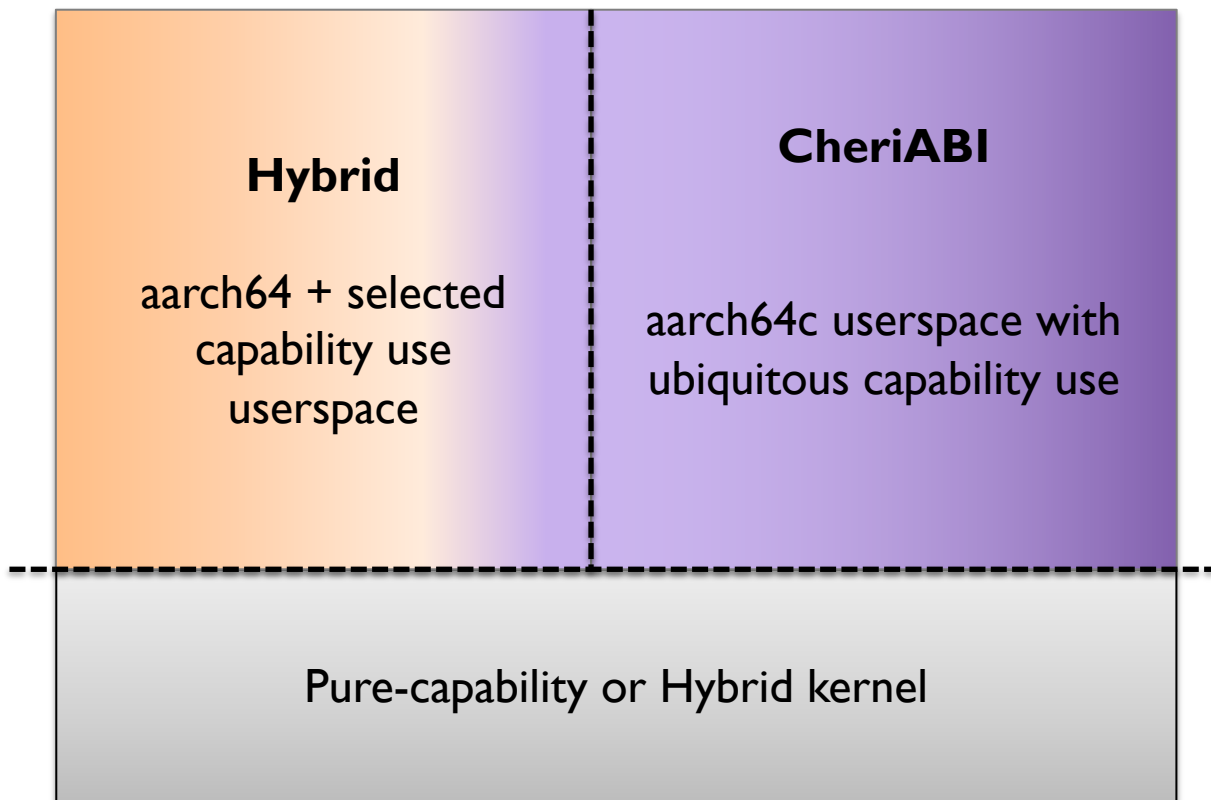 Hybrid
aarch64 + selected
capability use
userspace
CheriABI
aarch64c userspace with
ubiquitous capability use
Pure-capability or Hybrid kernel